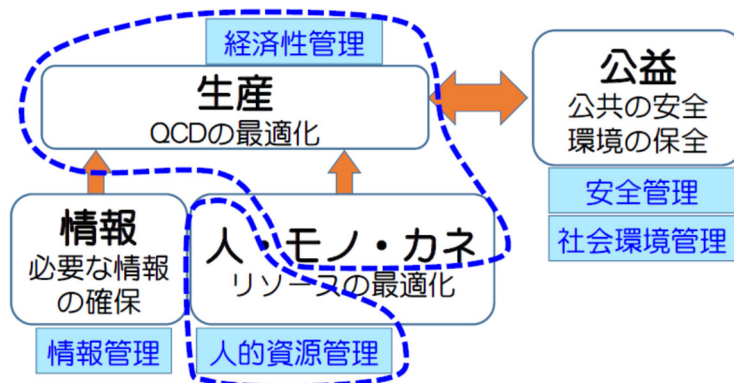 経済性管理
生産
QCDの最適化
公益
公共の安全
環境の保全
安全管理
社会環境管理
情報
必要な情報
の確保
情報管理
人・モノ・カネ
リソースの最適化
人的資源管理